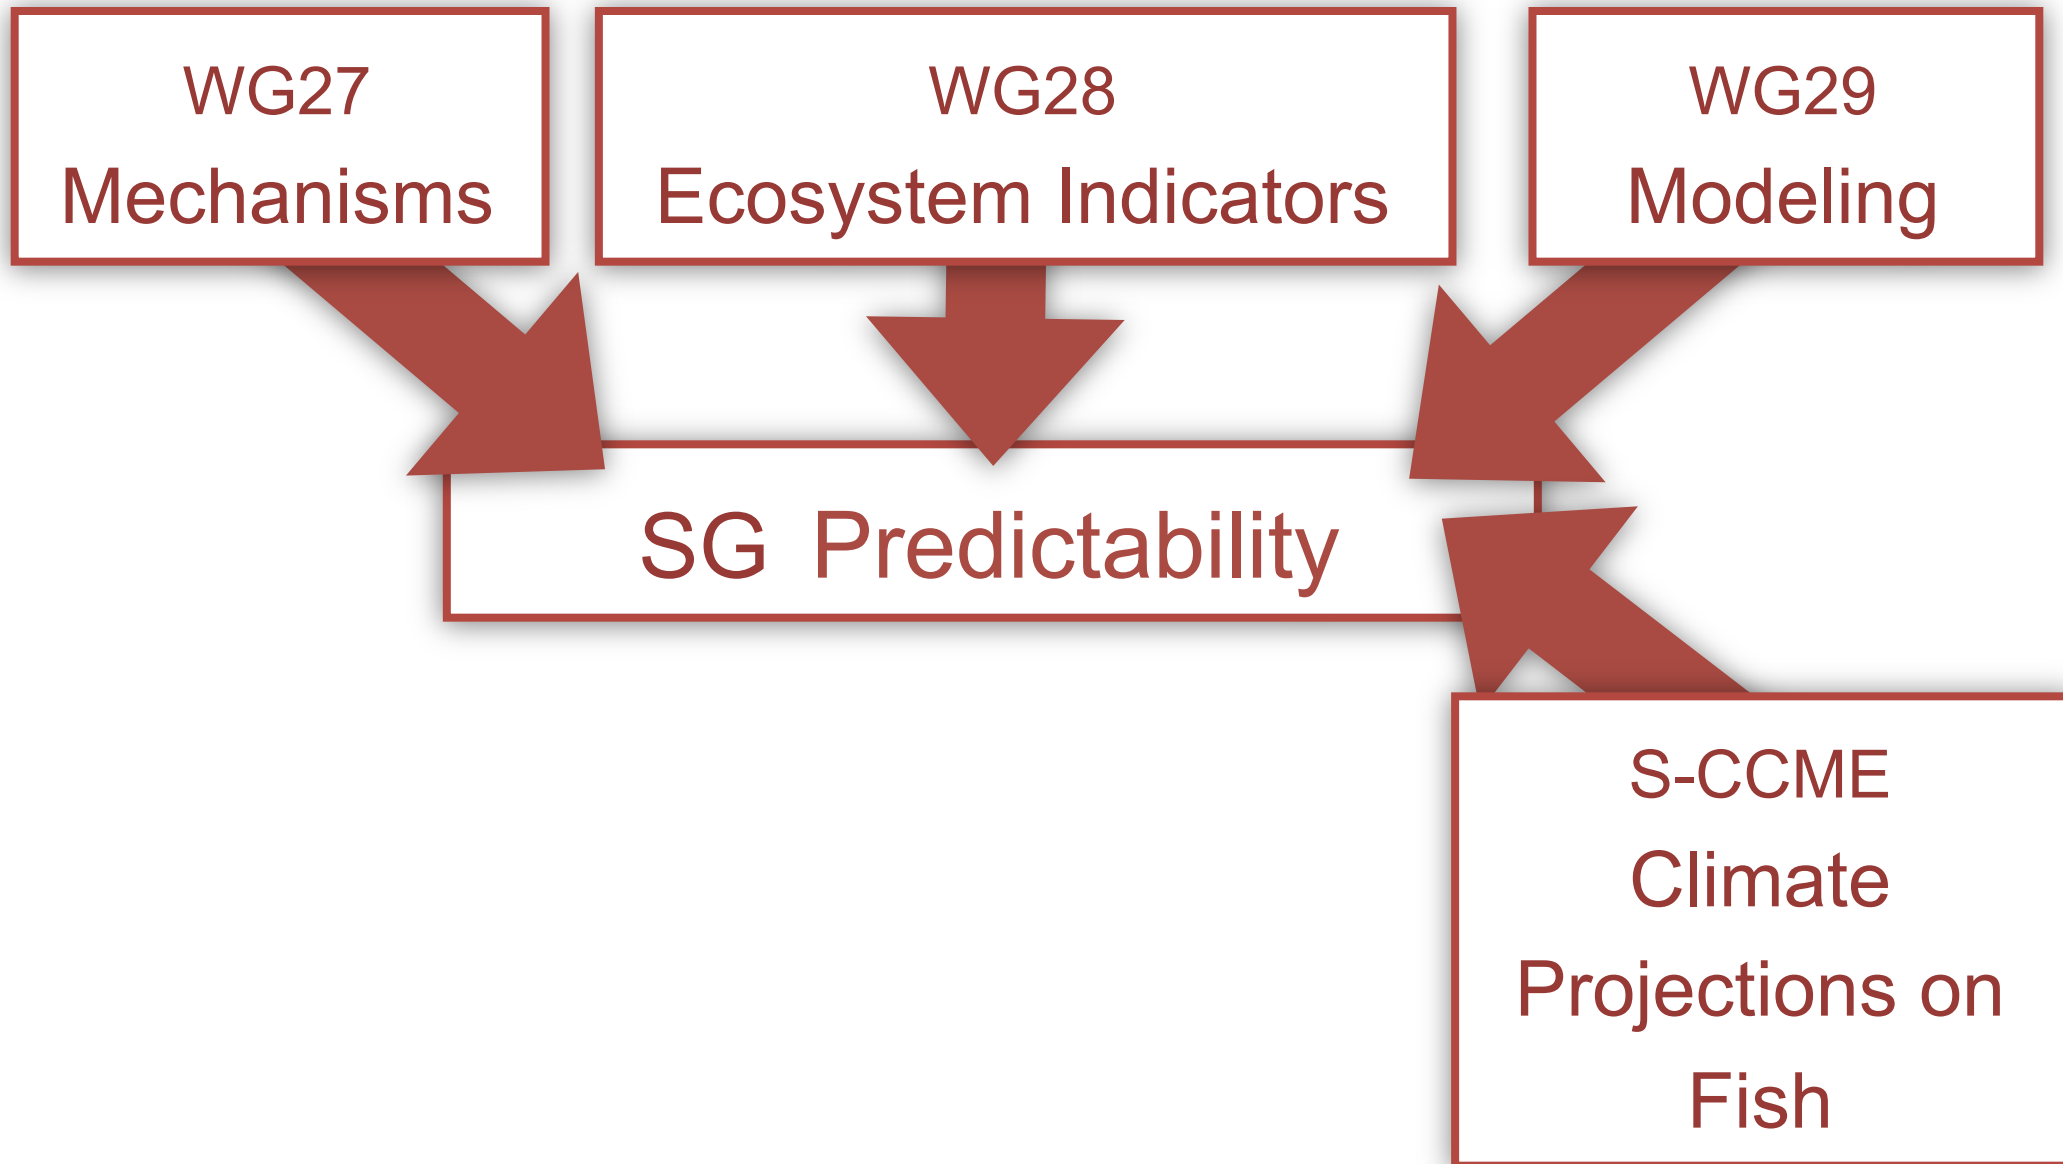 WG27
Mechanisms
WG28
Ecosystem Indicators
WG29
Modeling
SG Predictability
S-CCME
Climate
Projections on
Fish